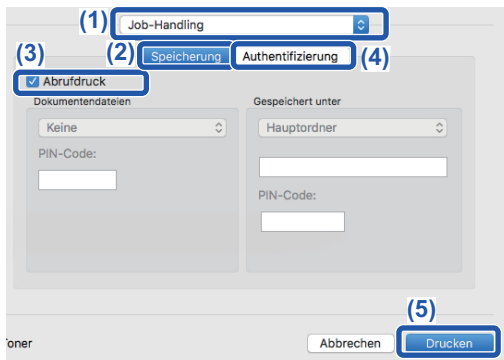 (1) Job-Handling
(2) Speicherung Authentifizierung (4)
(3)
Abrufdruck
Dokumentendateien Gespeichert unter
Keine Hauptordner
PIN-Code:
PIN-Code:
(5)
oner Abbrechen Drucken